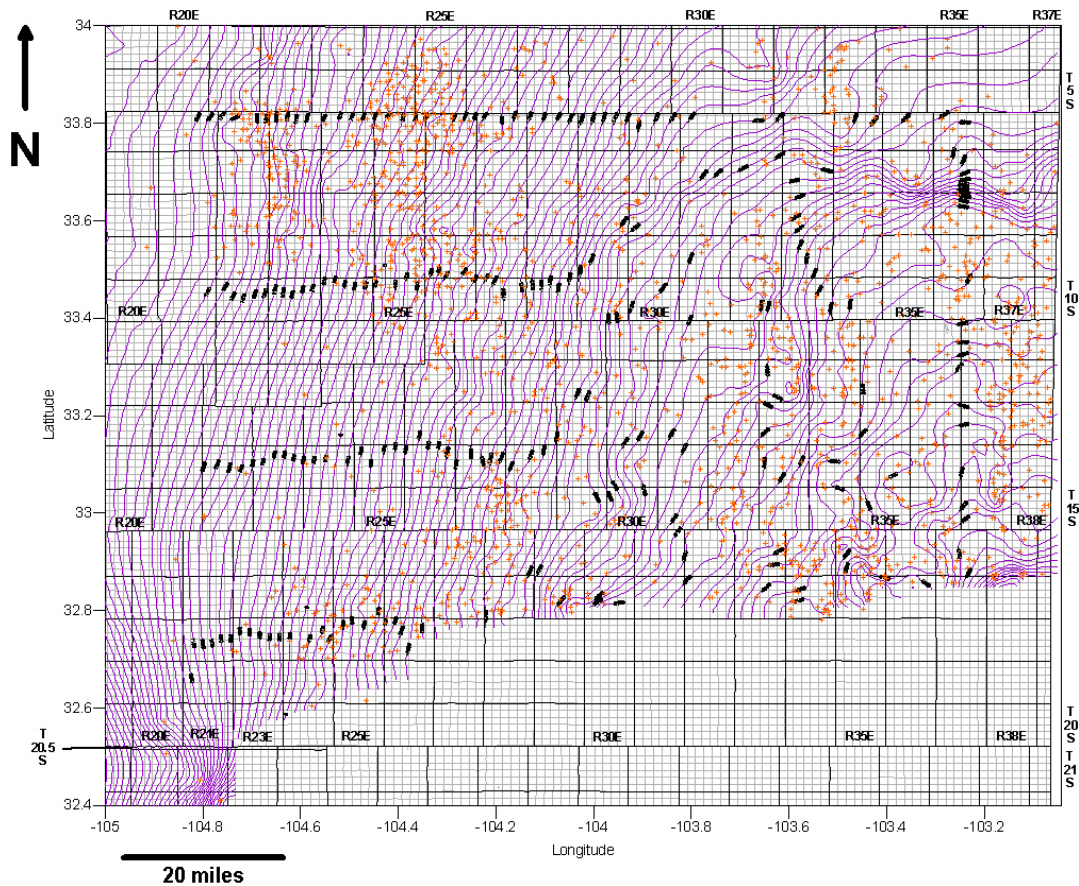 R20E R25E R30E R35E R37E
34
T
5
S
33.8
N
33.6
T
10
S
R20E R25E R30E R35E R37E
33.4
Latitude
33.2
T
15
S
33
R20E R25E R30E R35E R38E
32.8
32.6
T
20
S
T
20.5
S
R20E R21E R23E R25E R30E R35E R38E
T
21
S
32.4
-105 -104.8 -104.6 -104.4 -104.2 -104 -103.8 -103.6 -103.4 -103.2
Longitude
20 miles